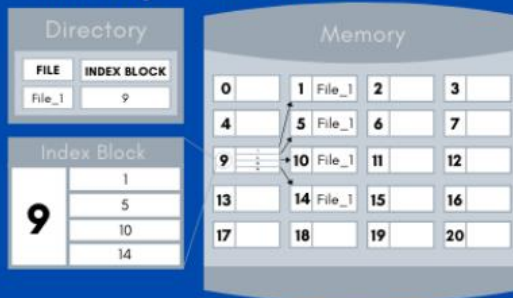 Directory
FILE INDEX BLOCK
File_1 9
Index Block
9
1
5
10
14
Memory
0 1 File_1 2 3
4 5 File_1 6 7
9 10 File_1 11 12
13 14 File_1 15 16
17 18 19 20